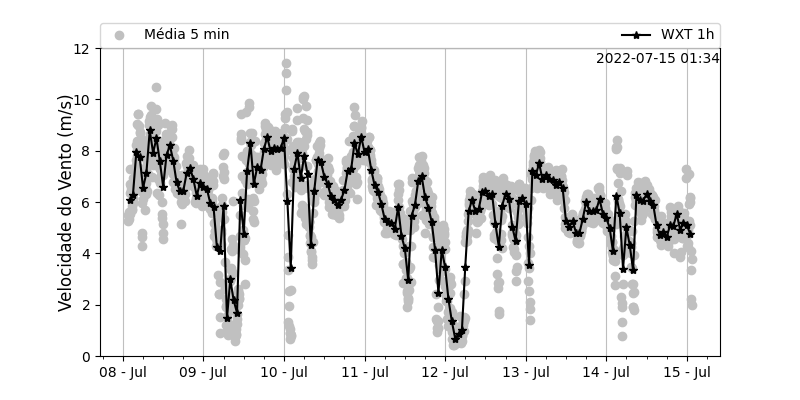 Média 5 min
WXT 1h
2022-07-15 01:34
Velocidade do Vento (m/s)
12
10
8
6
4
2
0
08 - Jul
09 - Jul
10 - Jul
11 - Jul
12 - Jul
13 - Jul
14 - Jul
15 - Jul